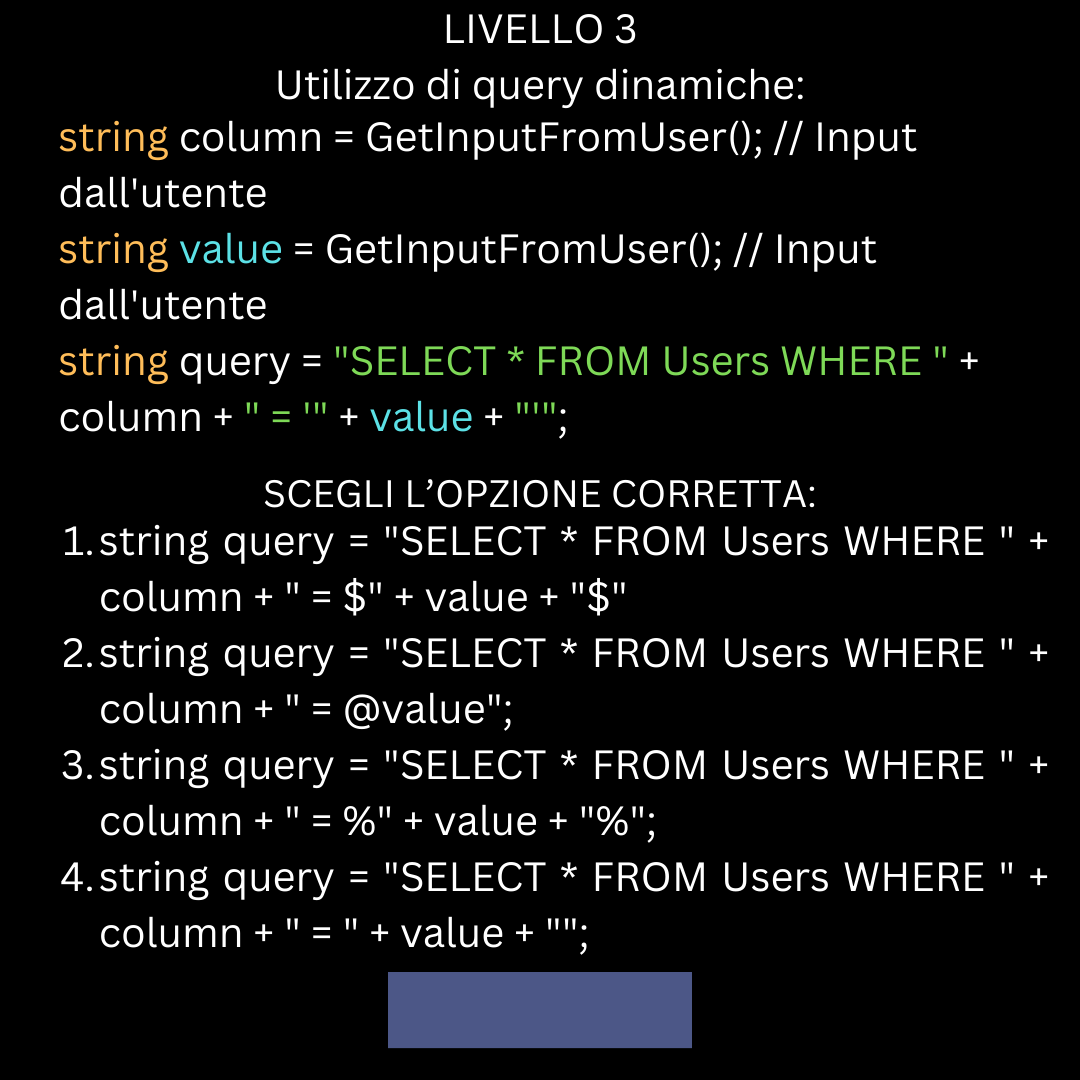 LIVELLO 3
Utilizzo di query dinamiche:
string column = GetInputFromUser(); // Input
dall'utente
string value = GetInputFromUser(); // Input
dall'utente
string query = "SELECT * FROM Users WHERE " +
column + " = '" + value + "'";
SCEGLI L’OPZIONE CORRETTA:
1. string query = "SELECT * FROM Users WHERE " +
column + " = $" + value + "$"
2. string query = "SELECT * FROM Users WHERE " +
column + " = @value";
3. string query = "SELECT * FROM Users WHERE " +
column + " = %" + value + "%";
4. string query = "SELECT * FROM Users WHERE " +
column + " = " + value + "";